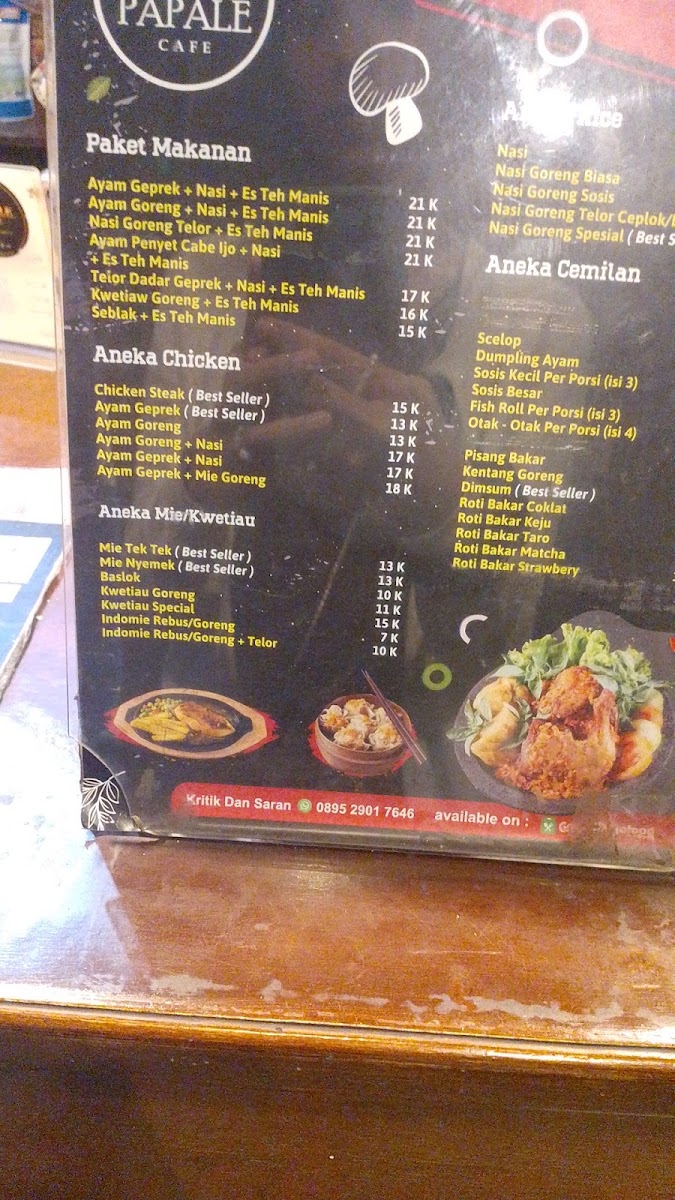 PAPALE
CAFE
Paket Makanan
Ayam Geprek + Nasi + Es Teh Manis 21 K
Ayam Goreng + Nasi + Es Teh Manis 21 K
Nasi Goreng Telor + Es Teh Manis 21 K
Ayam Penyet Cabe Ijo + Nasi 21 K
+ Es Teh Manis
Telor Dadar Geprek + Nasi + Es Teh Manis 17 K
Kwetiaw Goreng + Es Teh Manis 16 K
Seblak + Es Teh Manis 15 K
Aneka Chicken
Chicken Steak ( Best Seller ) 15 K
Ayam Geprek ( Best Seller ) 13 K
Ayam Goreng 13 K
Ayam Goreng + Nasi 17 K
Ayam Geprek + Nasi 17 K
Ayam Geprek + Mie Goreng 18 K
Aneka Mie/Kwetiau
Mie Tek Tek ( Best Seller ) 13 K
Mie Nyemek ( Best Seller ) 13 K
Baslok 10 K
Kwetiau Goreng 11 K
Kwetiau Special 15 K
Indomie Rebus/Goreng 7 K
Indomie Rebus/Goreng + Telor 10 K
Rice
Nasi
Nasi Goreng Biasa
Nasi Goreng Sosis
Nasi Goreng Telor Ceplok/
Nasi Goreng Spesial ( Best S
Aneka Cemilan
Scelop
Dumpling Ayam
Sosis Kecil Per Porsi (isi 3)
Sosis Besar
Fish Roll Per Porsi (isi 3)
Otak - Otak Per Porsi (isi 4)
Pisang Bakar
Kentang Goreng
Dimsum ( Best Seller )
Roti Bakar Coklat
Roti Bakar Keju
Roti Bakar Taro
Roti Bakar Matcha
Roti Bakar Strawbery
Kritik Dan Saran 0895 2901 7646 available on :